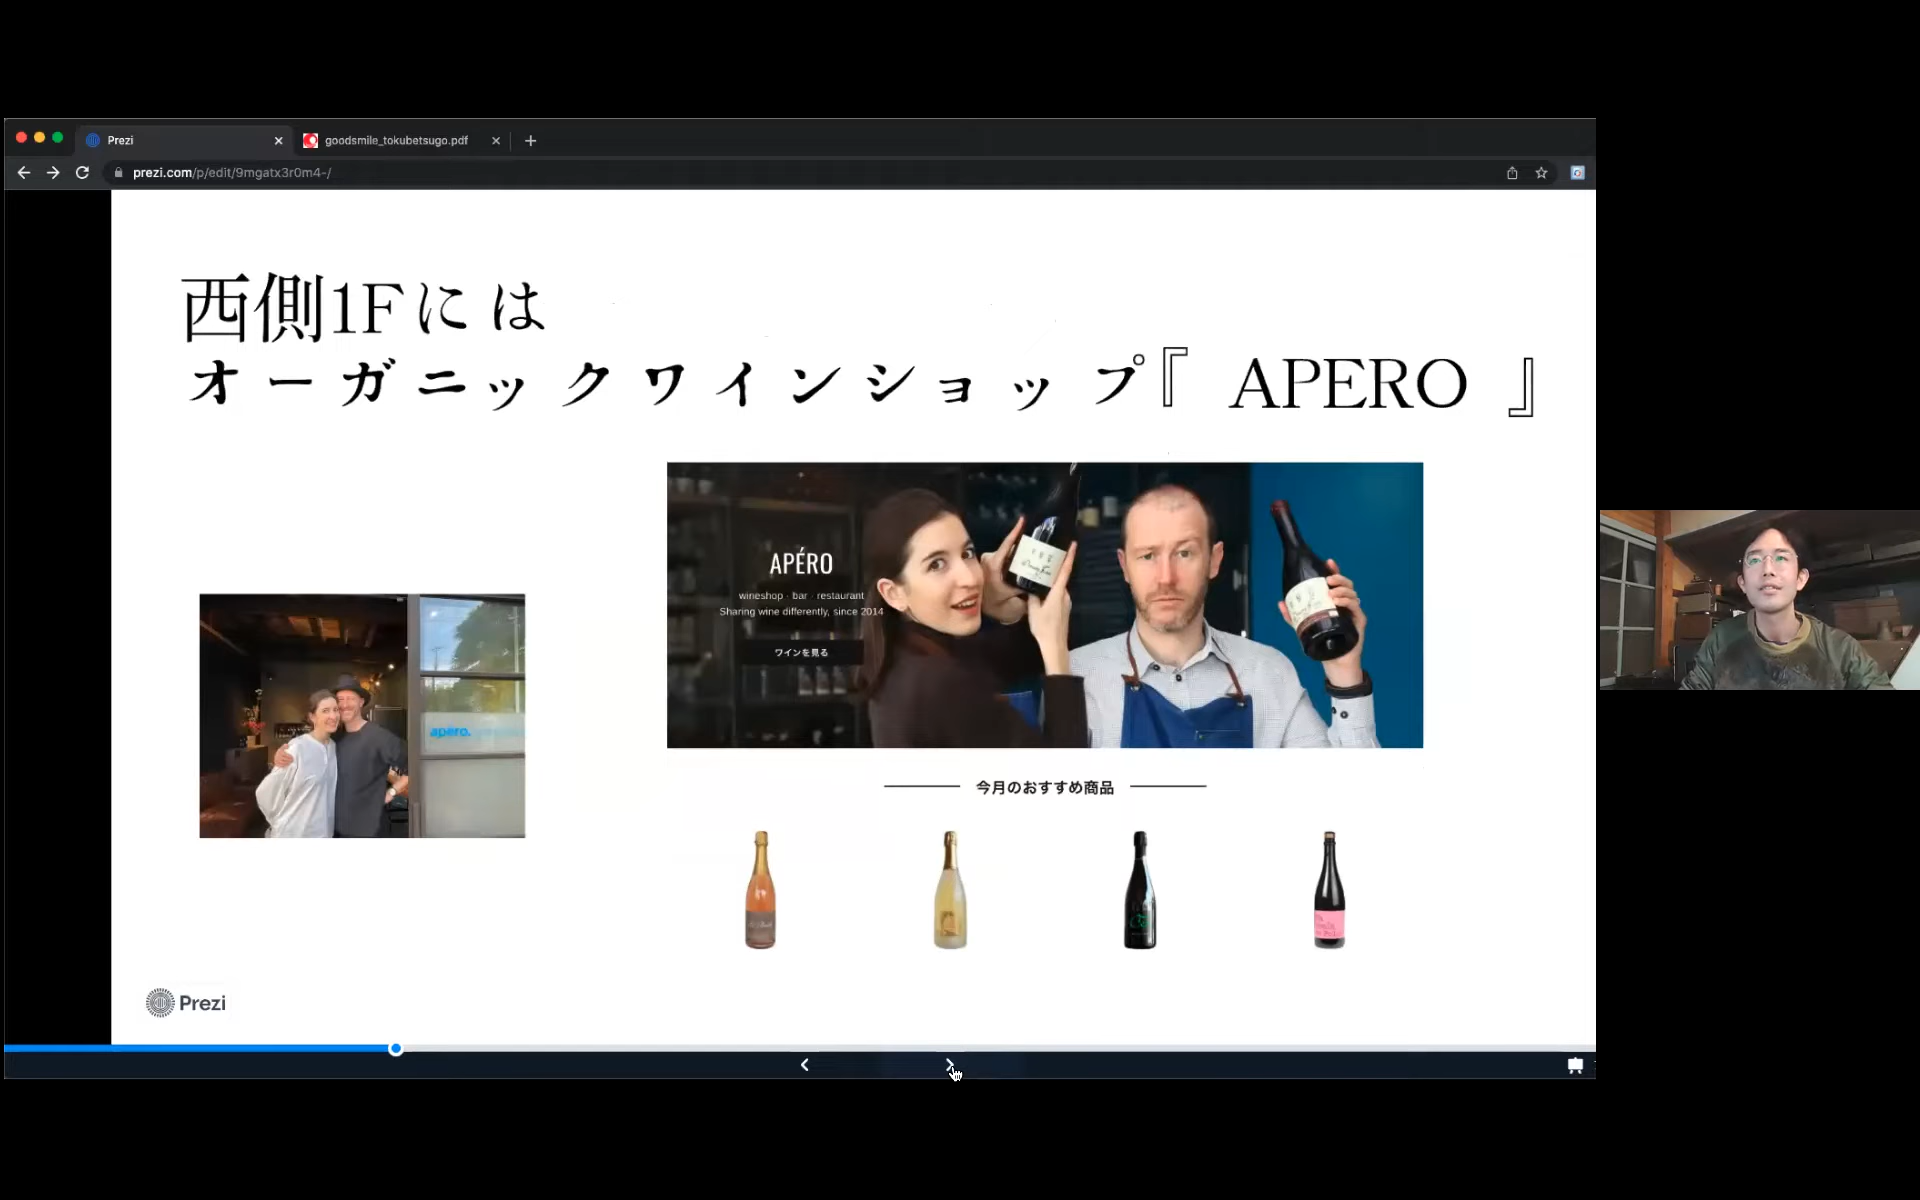 Prezi
goodsmile_tokubetsugo.pdf
prezi.com/p/edit/9mgatx3r0m4-/
西側1Fには
オーガニックワインショップ『 APERO 』
APÉRO
wineshop · bar · restaurant
Sharing wine differently, since 2014
ワインを見る
apéro.
今月のおすすめ商品
Prezi